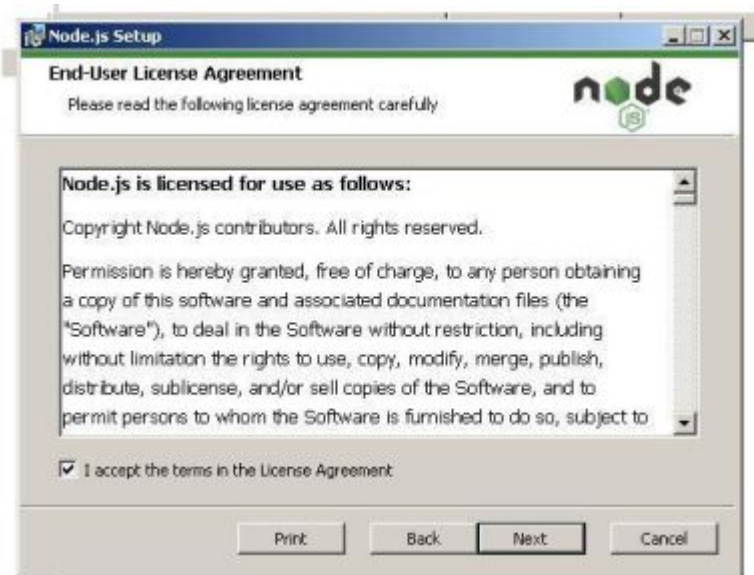 Node.js Setup
End-User License Agreement
Please read the following license agreement carefully
node
JS
Node.js is licensed for use as follows:
Copyright Node.js contributors. All rights reserved.
Permission is hereby granted, free of charge, to any person obtaining
a copy of this software and associated documentation files (the
"Software"), to deal in the Software without restriction, including
without limitation the rights to use, copy, modify, merge, publish,
distribute, sublicense, and/or sell copies of the Software, and to
permit persons to whom the Software is furnished to do so, subject to
I accept the terms in the License Agreement
Print Back Next Cancel